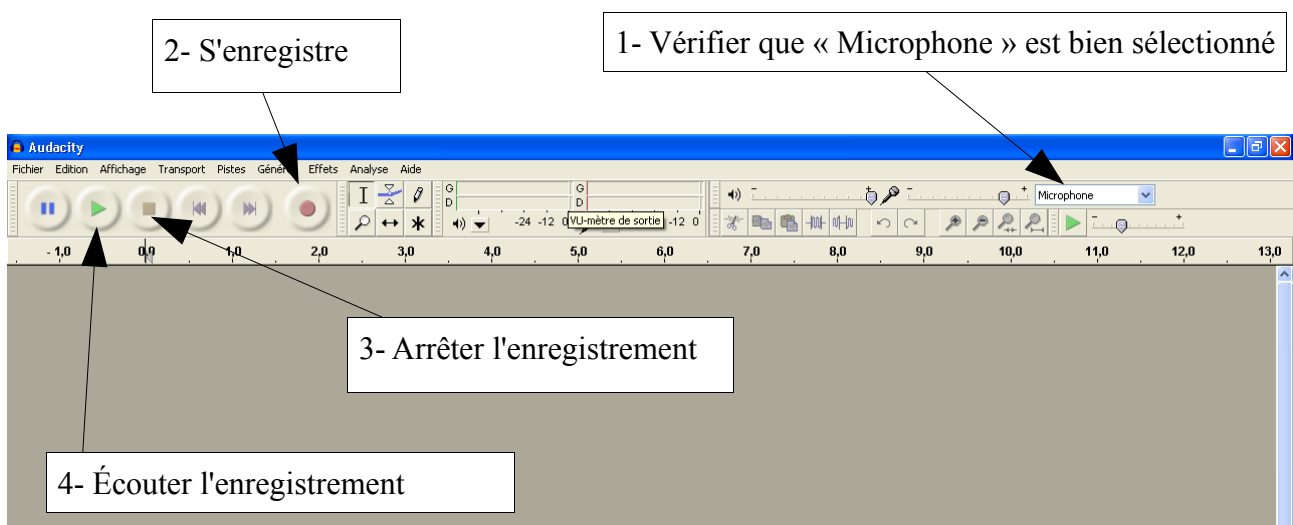 2- S'enregistre
1- Vérifier que « Microphone » est bien sélectionné
Audacity
Fichier Edition Affichage Transport Pistes Effets Analyse Aide
G G
D D
Microphone
-24 -12 0 VU-mètre de sortie -12 0
- 1,0 0,0 1,0 2,0 3,0 4,0 5,0 6,0 7,0 8,0 9,0 10,0 11,0 12,0 13,0
3- Arrêter l'enregistrement
4- Écouter l'enregistrement